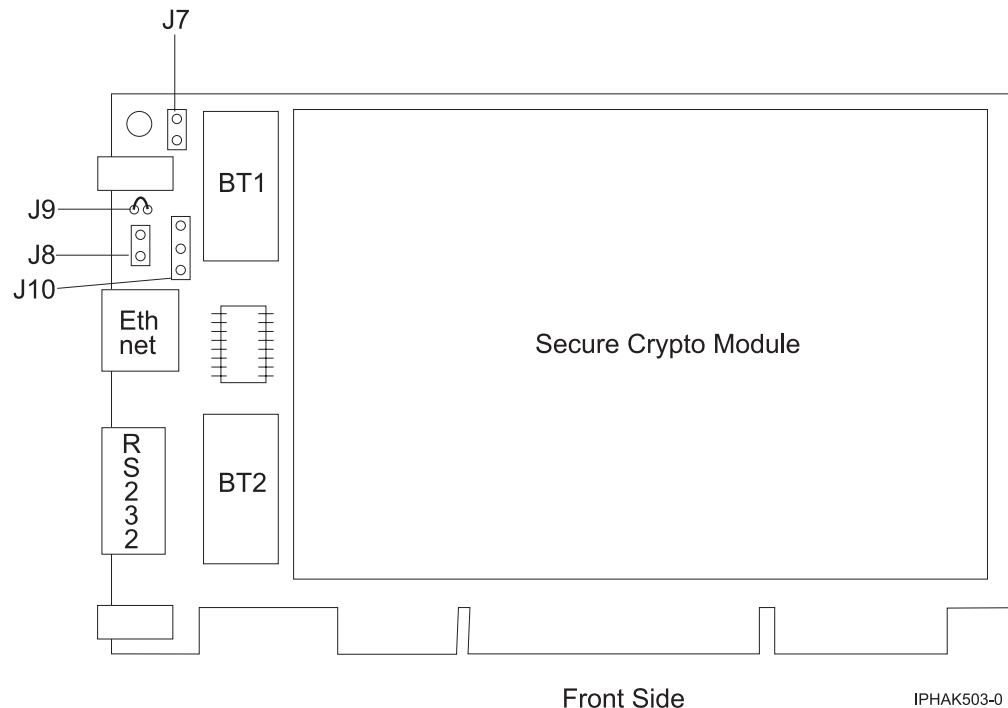 J7
BT1
J9
J8
J10
Eth
net
Secure Crypto Module
R
S
2
3
2
BT2
Front Side
IPHAK503-0